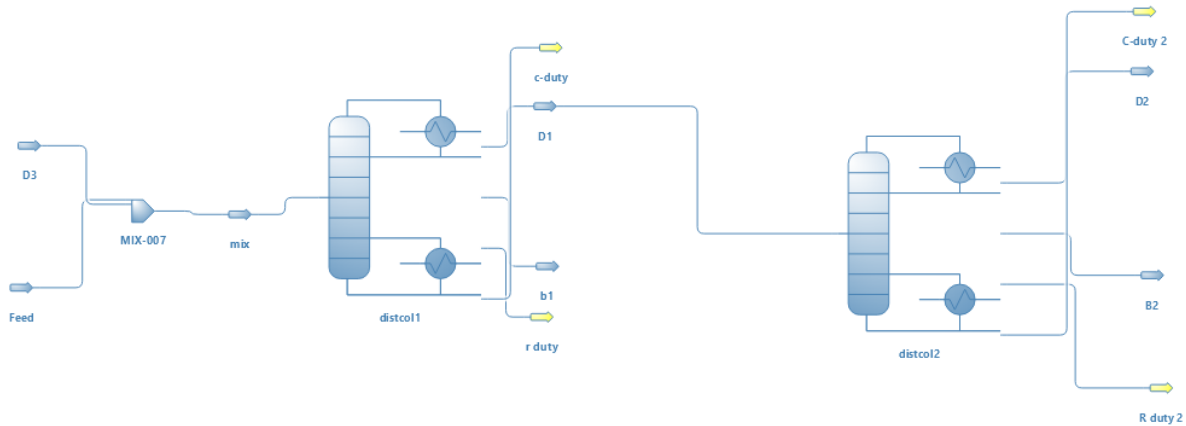 C-duty 2
c-duty
D2
D1
D3
MIX-007
mix
Feed
b1
B2
distcol1
r duty
distcol2
R duty 2